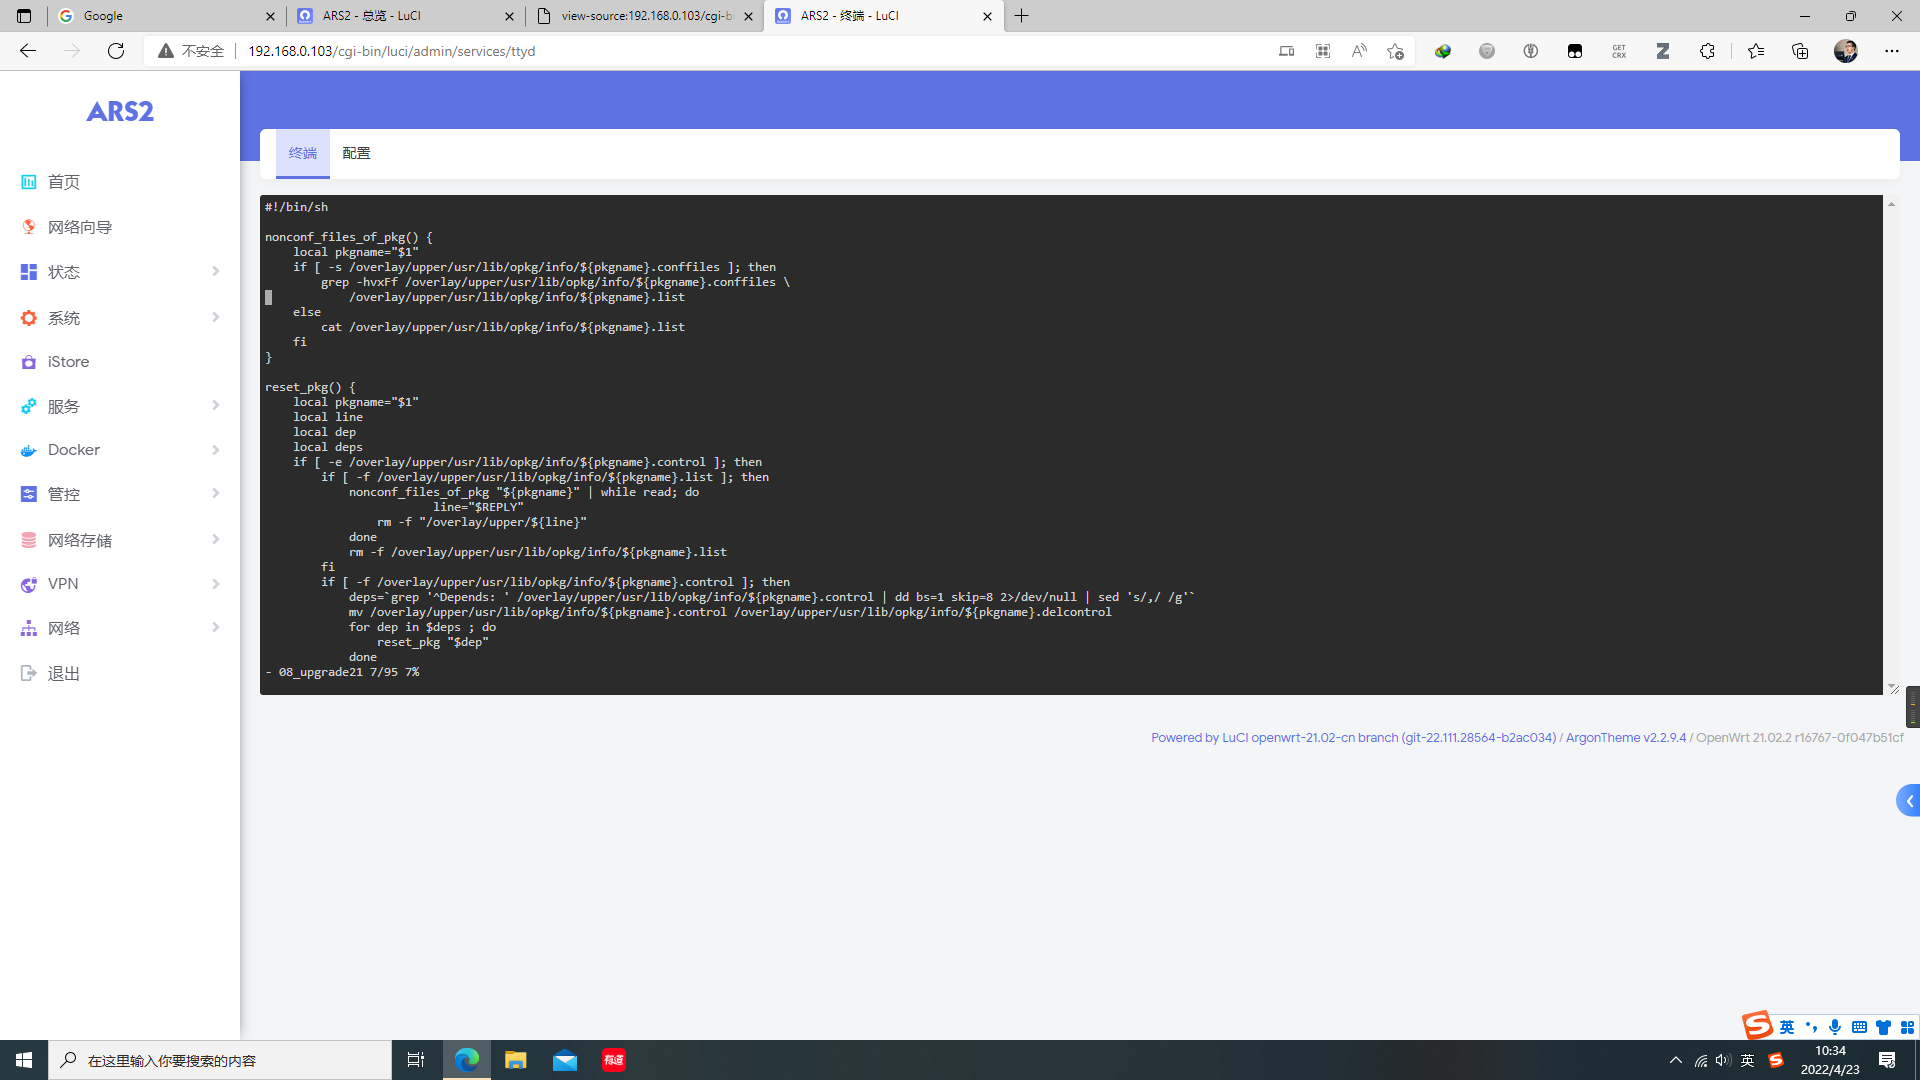 Google
ARS2 - 总览 - LuCI
view-source:192.168.0.103/cgi-b
ARS2 - 终端 - LuCI
不安全
192.168.0.103/cgi-bin/luci/admin/services/ttyd
GET
CRX
ARS2
首页
网络向导
状态
系统
iStore
服务
Docker
管控
网络存储
VPN
网络
退出
终端
配置
#!/bin/sh
nonconf_files_of_pkg() {
    local pkgname="$1"
    if [ -s /overlay/upper/usr/lib/opkg/info/${pkgname}.conffiles ]; then
        grep -hvxFf /overlay/upper/usr/lib/opkg/info/${pkgname}.conffiles \
            /overlay/upper/usr/lib/opkg/info/${pkgname}.list
    else
        cat /overlay/upper/usr/lib/opkg/info/${pkgname}.list
    fi
}
reset_pkg() {
    local pkgname="$1"
    local line
    local dep
    local deps
    if [ -e /overlay/upper/usr/lib/opkg/info/${pkgname}.control ]; then
        if [ -f /overlay/upper/usr/lib/opkg/info/${pkgname}.list ]; then
            nonconf_files_of_pkg "${pkgname}" | while read; do
                        line="$REPLY"
                rm -f "/overlay/upper/${line}"
            done
            rm -f /overlay/upper/usr/lib/opkg/info/${pkgname}.list
        fi
        if [ -f /overlay/upper/usr/lib/opkg/info/${pkgname}.control ]; then
            deps=`grep '^Depends: ' /overlay/upper/usr/lib/opkg/info/${pkgname}.control | dd bs=1 skip=8 2>/dev/null | sed 's/,/ /g'`
            mv /overlay/upper/usr/lib/opkg/info/${pkgname}.control /overlay/upper/usr/lib/opkg/info/${pkgname}.delcontrol
            for dep in $deps ; do
                reset_pkg "$dep"
            done
- 08_upgrade21 7/95 7%
Powered by LuCI openwrt-21.02-cn branch (git-22.111.28564-b2ac034) / ArgonTheme v2.2.9.4 / OpenWrt 21.02.2 r16767-0f047b51cf
英
在这里输入你要搜索的内容
有道
英
10:34
2022/4/23